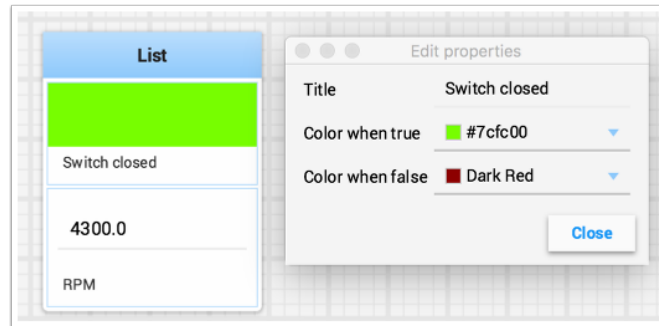 List
Switch closed
4300.0
RPM
Edit properties
Title Switch closed
Color when true #7cfc00
Color when false Dark Red
Close